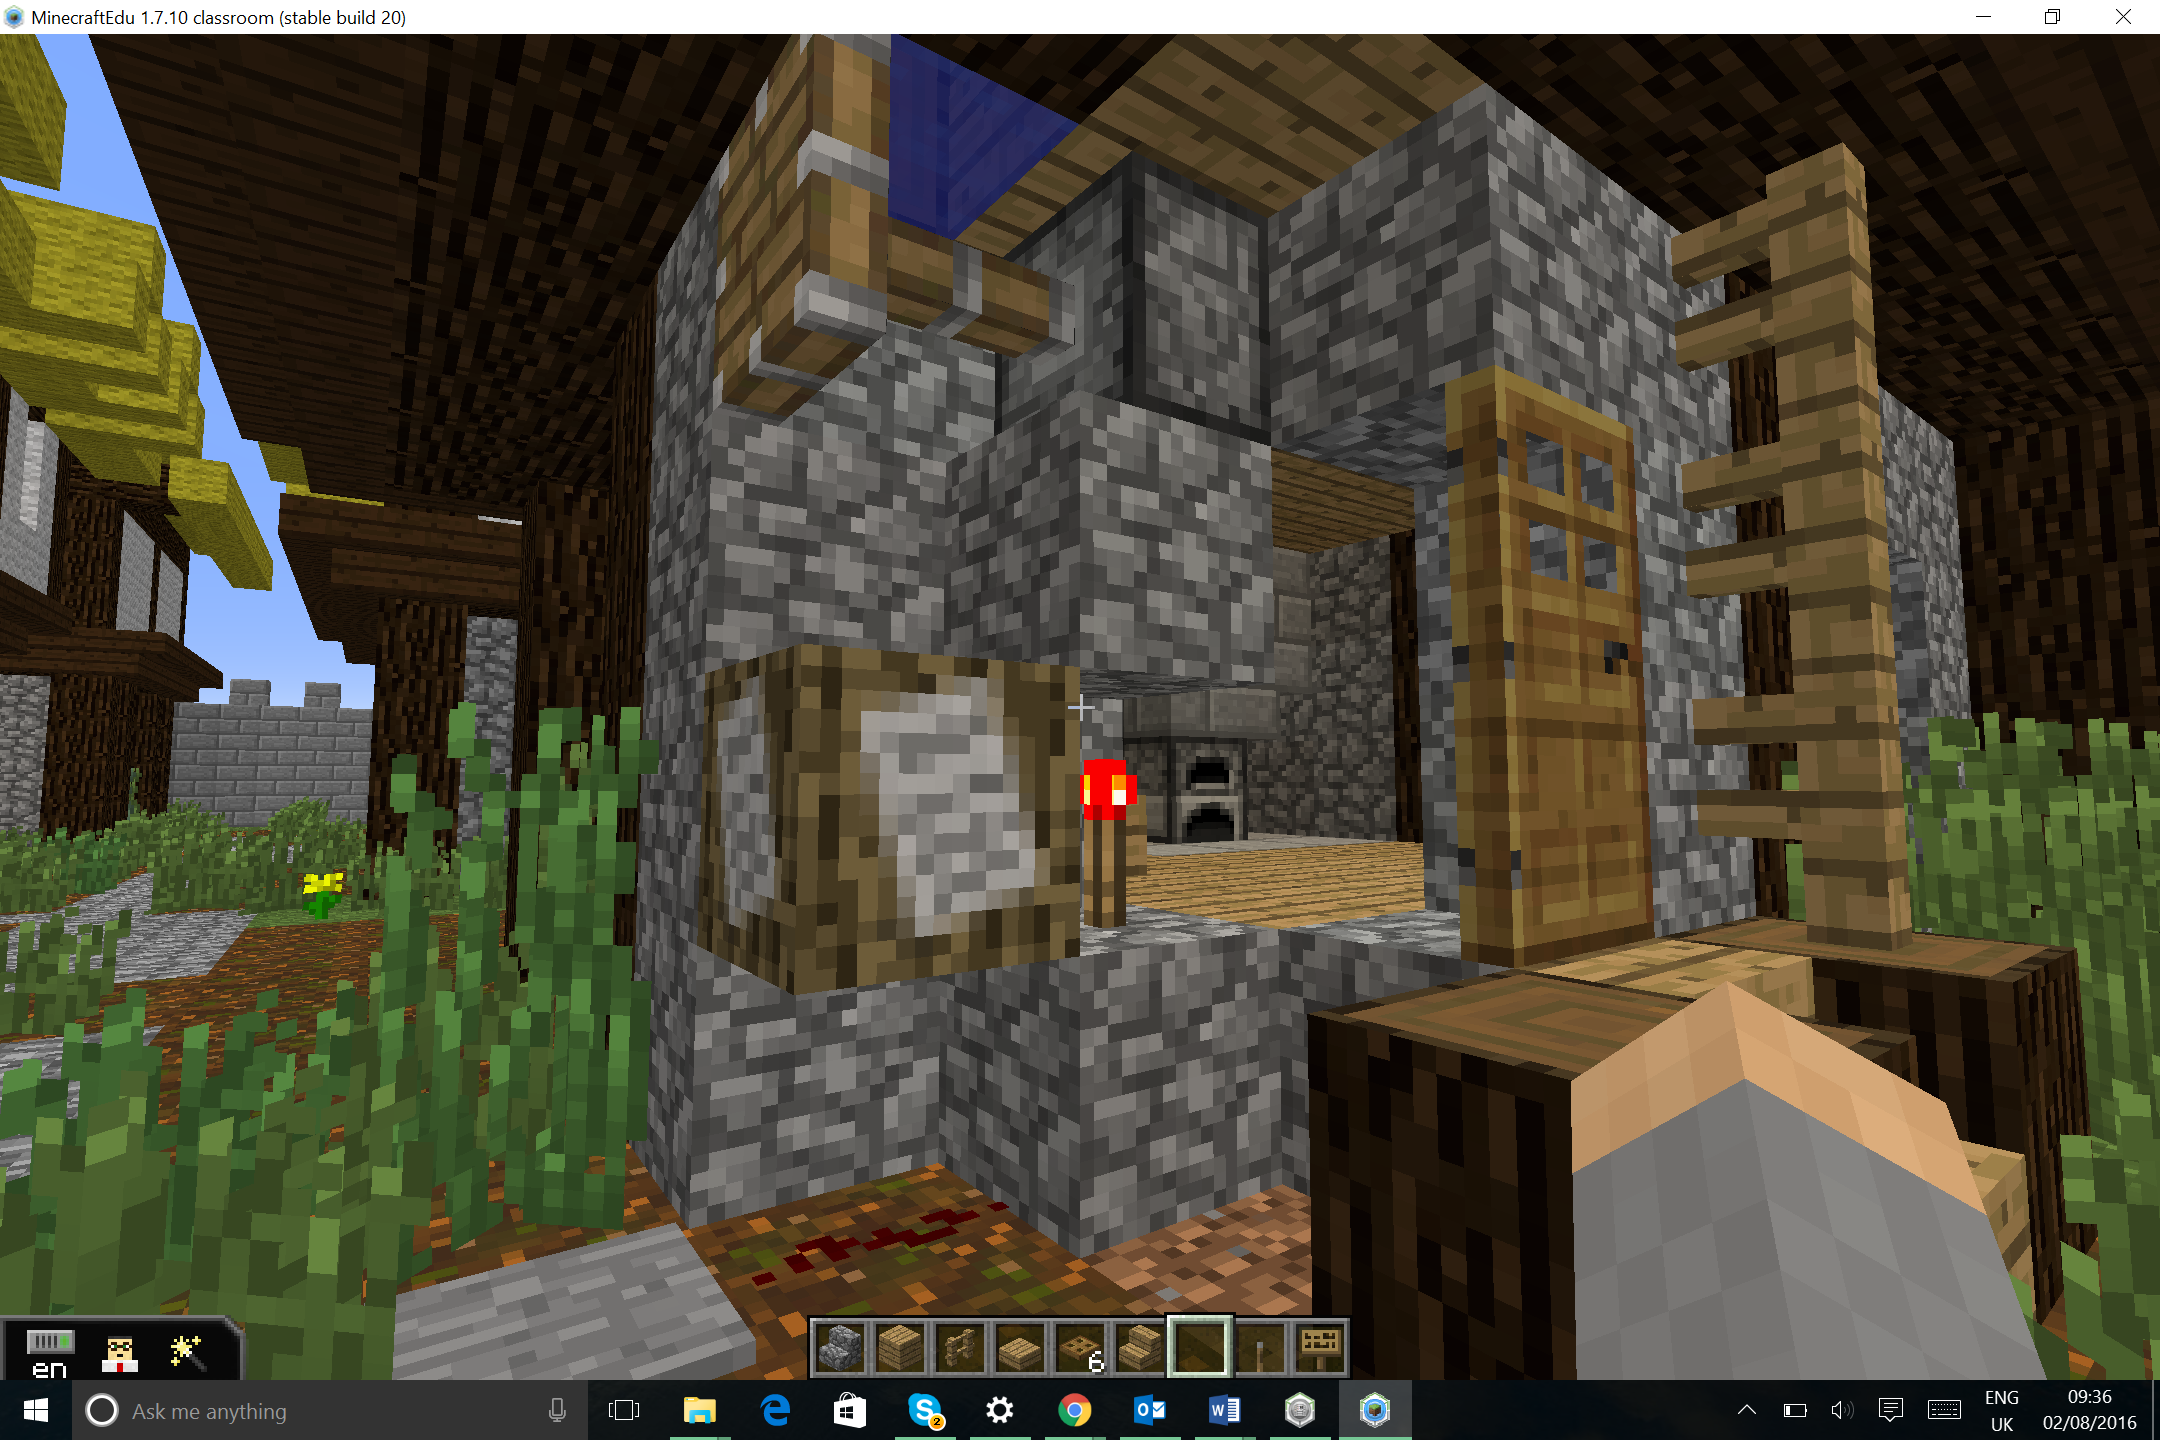 MinecraftEdu 1.7.10 classroom (stable build 20)
6
en
Ask me anything
2
ENG
UK
09:36
02/08/2016